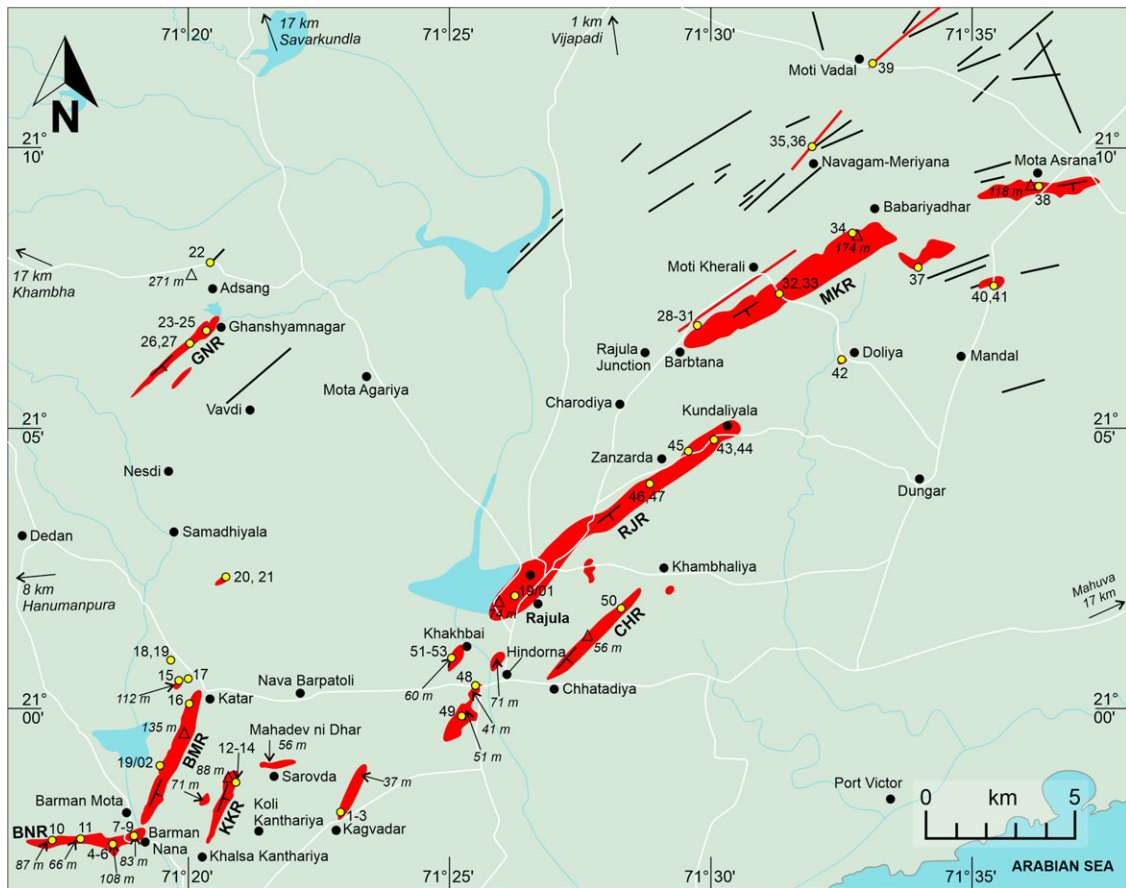 17 km
Savarkundla
71°20'
71°25'
1 km
Vijapadi
71°30'
71°35'
Moti Vadal
39
N
21°
10'
21°
10'
35,36
Navagam-Meriyana
Mota Asrana
118 m
38
Babariyadhar
34
174 m
22
271 m
Adsang
17 km
Khambha
Moti Kherali
32,33
MKR
37
40,41
23-25
Ghanshyamnagar
26,27
GNR
28-31
Rajula
Junction
Barbtana
Doliya
42
Mandal
Mota Agariya
Vavdi
Charodiya
Kundaliyala
21°
05'
21°
05'
45
43,44
Zanzarda
Nesdi
46,47
Dungar
RJR
Dedan
Samadhiyala
8 km
Hanumanpura
20, 21
Khambhaliya
Mahuva
17 km
19/01
74 m
Rajula
50
CHR
56 m
Khakhbai
51-53
60 m
Hindorna
71 m
18,19
15
17
112 m
16
Katar
Nava Barpatoli
48
41 m
Chhatadiya
21°
00'
21°
00'
49
51 m
135 m
BMR
Mahadev ni Dhar
56 m
12-14
88 m
19/02
71 m
Sarovda
37 m
Port Victor
0 km 5
Barman Mota
KKR
Koli
Kanthariya
1-3
Kagvadar
BNR
10
11
7-9
Barman
Nana
87 m
66 m
4-6
83 m
108 m
Khalsa Kanthariya
ARABIAN SEA
71°20'
71°25'
71°30'
71°35'